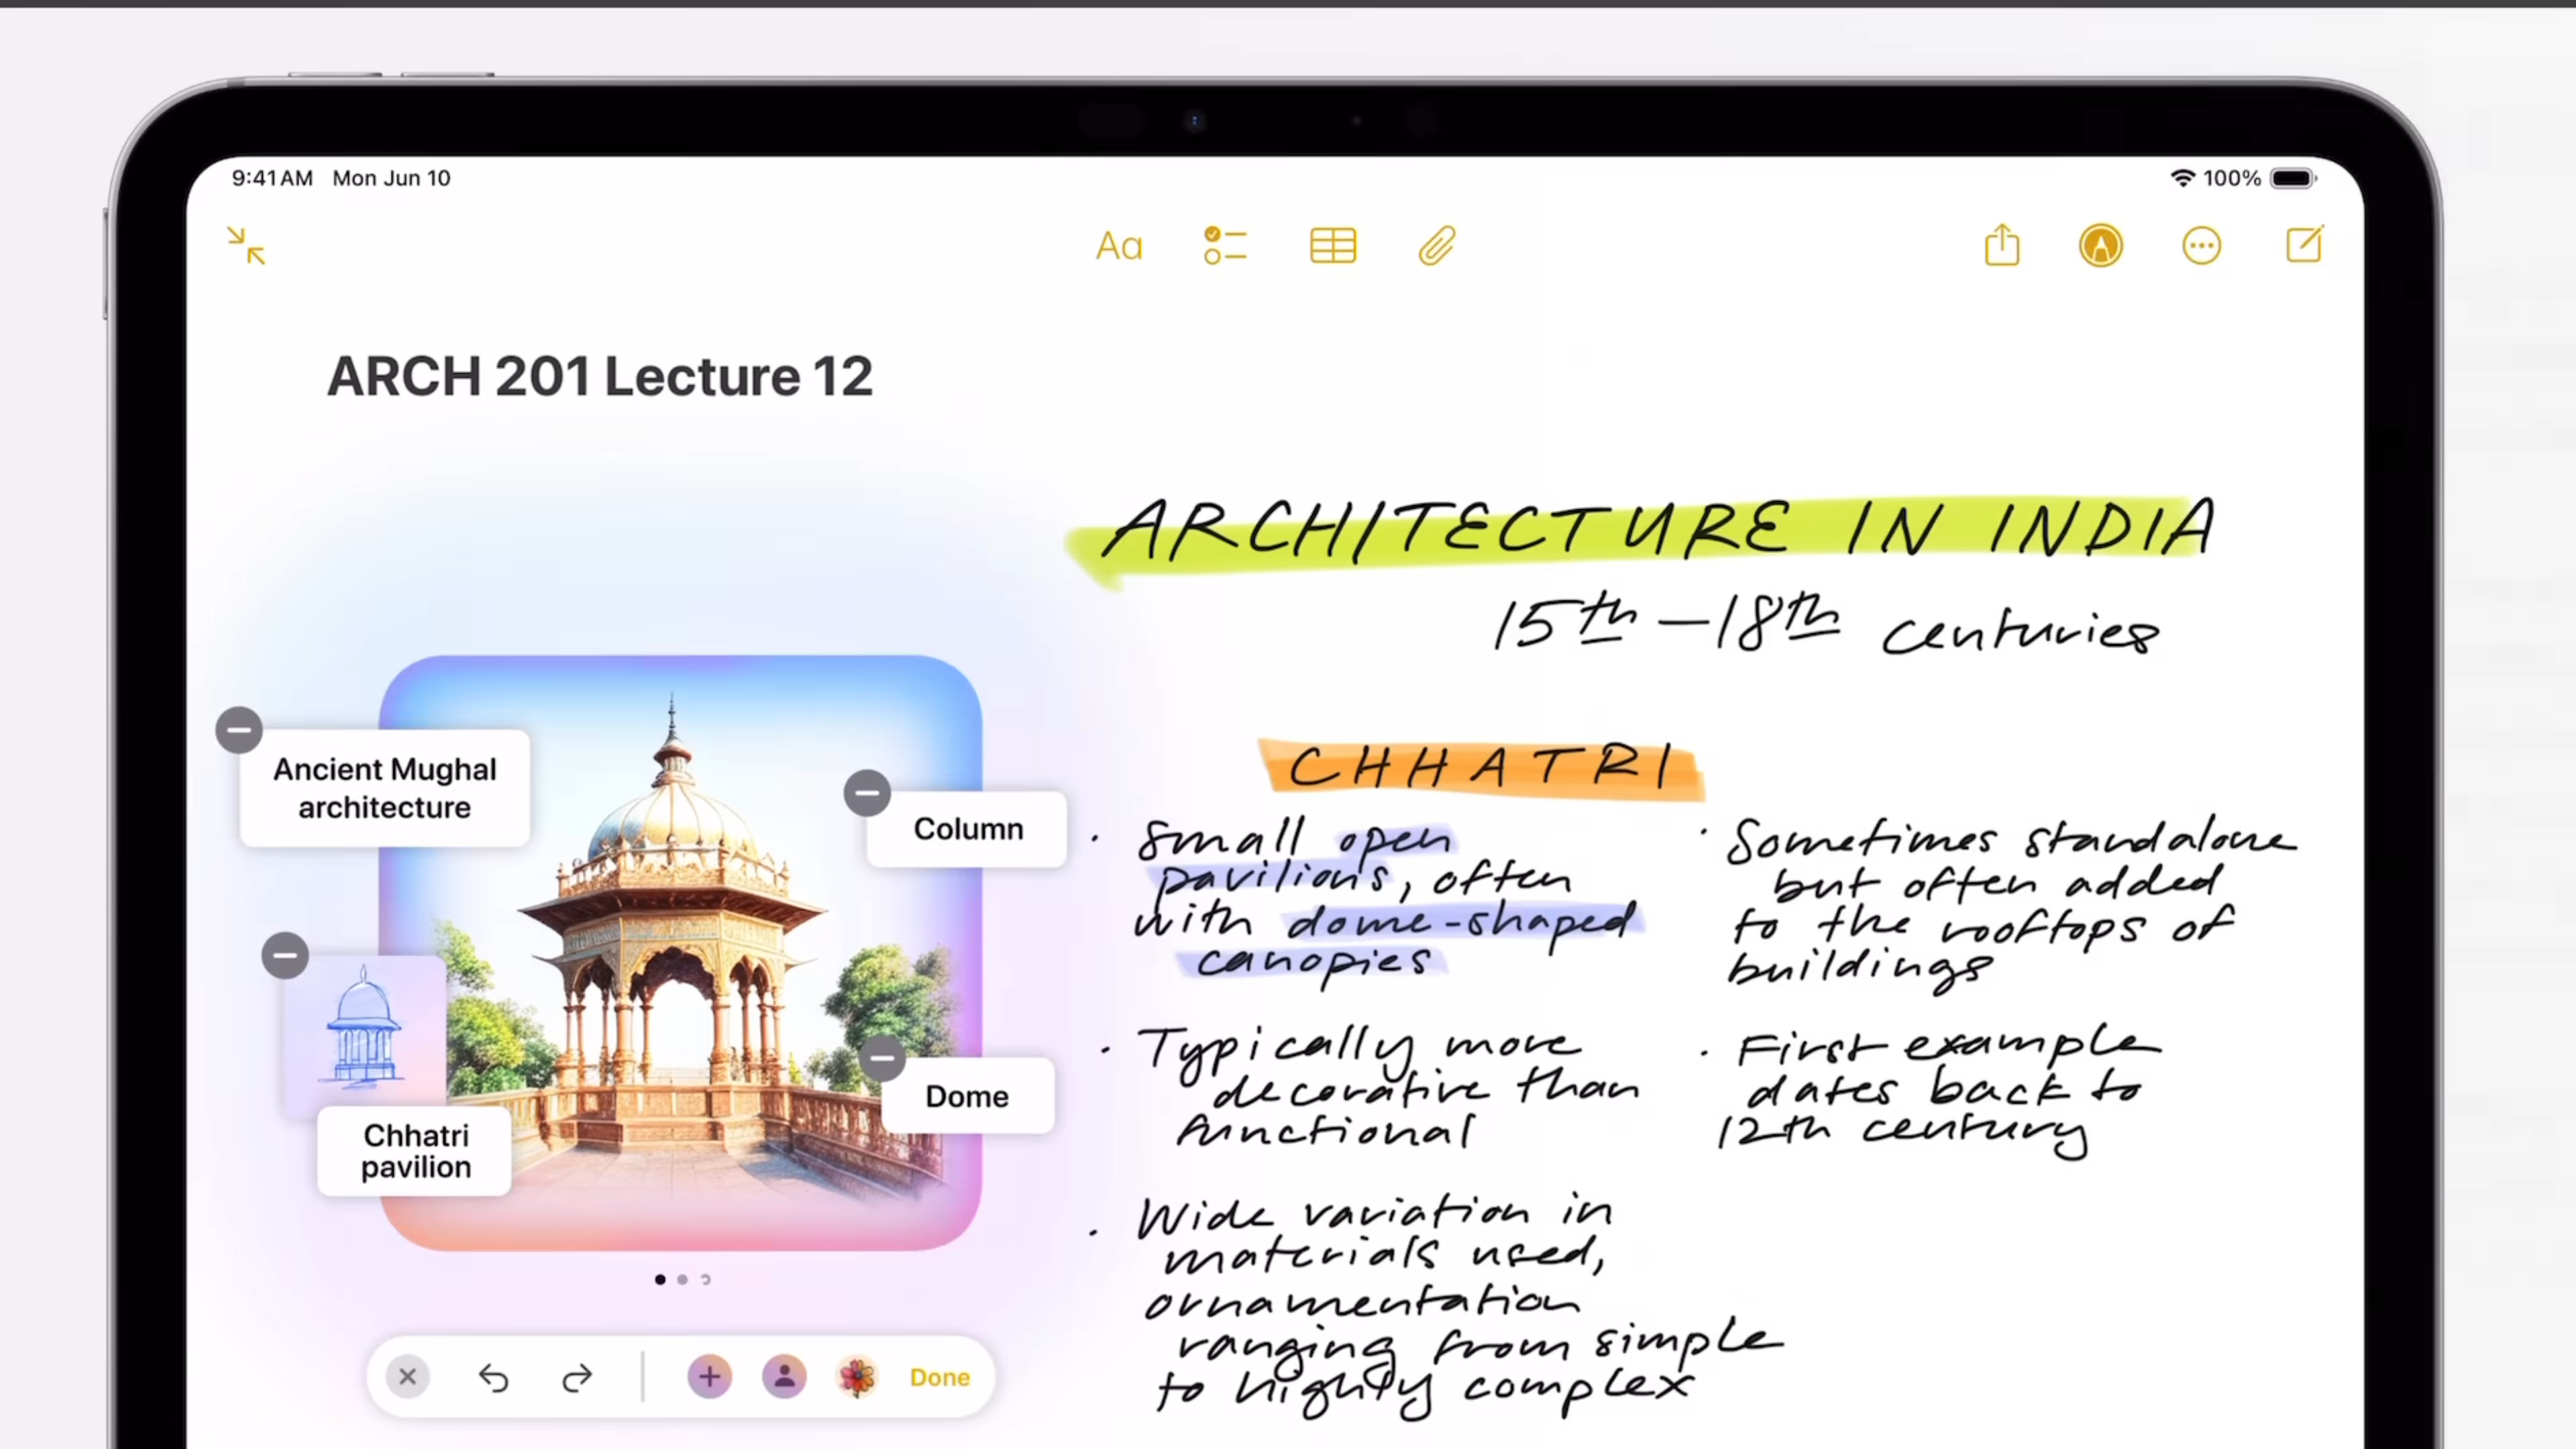 9:41 AM Mon Jun 10
100%
Aa
ARCH 201 Lecture 12
ARCHITECTURE IN INDIA
15th – 18th centuries
Ancient Mughal
architecture
Column
Chhatri
pavilion
Dome
Done
CHHATRI
· Small open
pavilions, often
with dome-shaped
canopies
· Typically more
decorative than
functional
· Wide variation in
materials used,
ornamentation
ranging from simple
to highly complex
· Sometimes standalone
but often added
to the rooftops of
buildings
· First example
dates back to
12th century